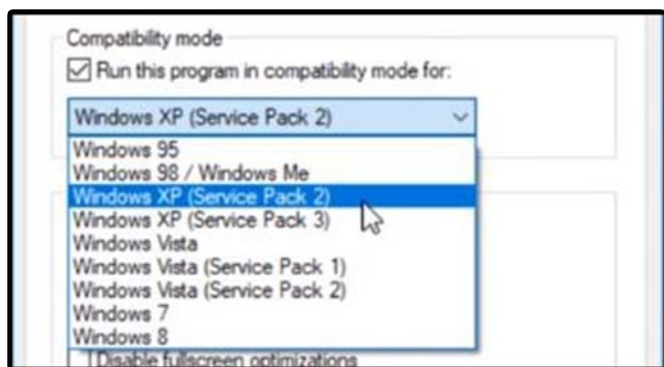 Compatibility mode
Run this program in compatibility mode for:
Windows XP (Service Pack 2)
Windows 95
Windows 98 / Windows Me
Windows XP (Service Pack 2)
Windows XP (Service Pack 3)
Windows Vista
Windows Vista (Service Pack 1)
Windows Vista (Service Pack 2)
Windows 7
Windows 8
Disable fullscreen optimizations